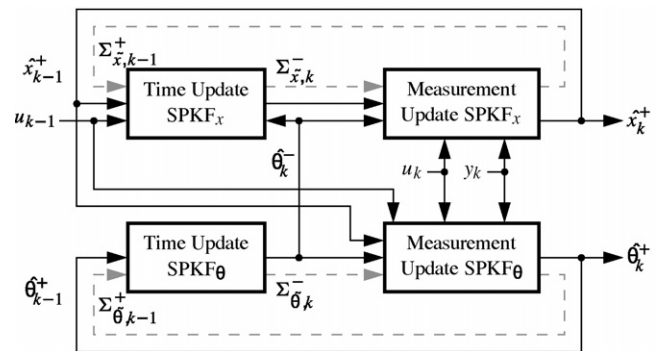 Σ⁺x̃,k−1
x̂⁺k−1
Time Update
SPKFx
Σ⁻x̃,k
Measurement
Update SPKFx
uk−1
x̂⁺k
θ̂⁻k
uk
yk
Time Update
SPKFθ
Measurement
Update SPKFθ
Σ⁻θ̃,k
θ̂⁺k
θ̂⁺k−1
Σ⁺θ̃,k−1